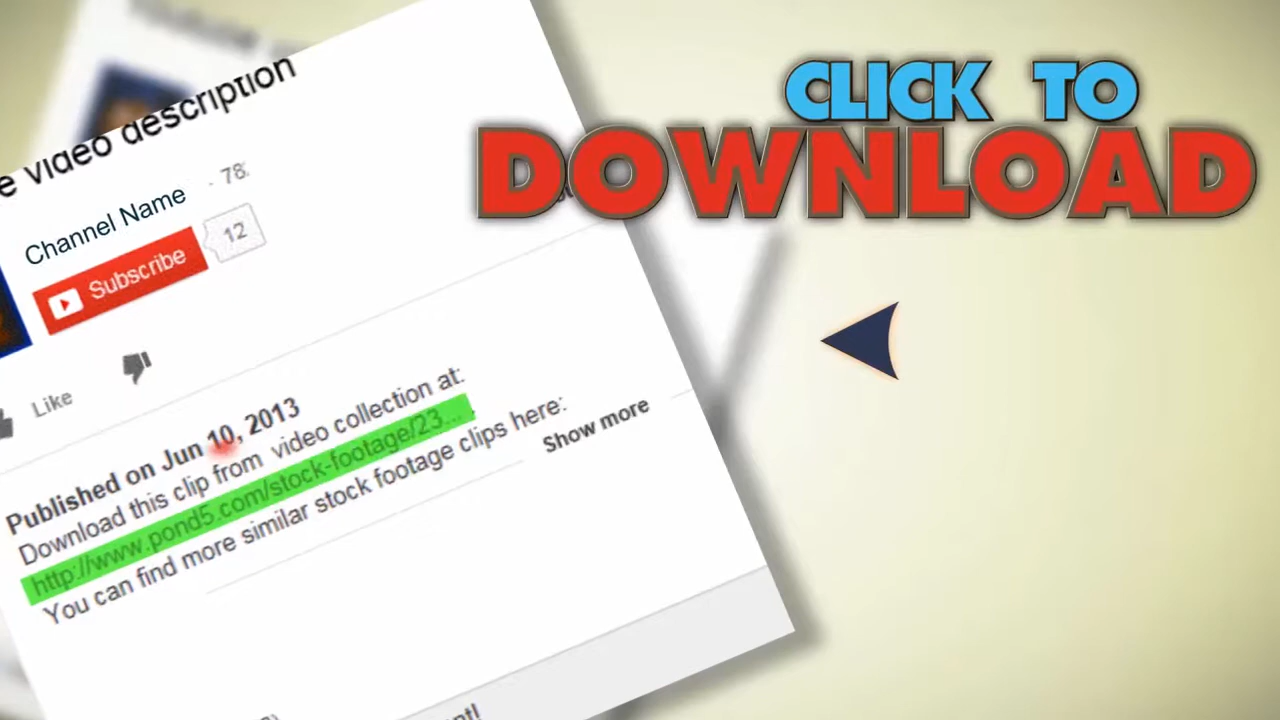 CLICK TO
DOWNLOAD
e video description
Channel Name
78
Subscribe
12
Like
Published on Jun 10, 2013
Download this clip from video collection at:
http://www.pond5.com/stock-footage/23...
You can find more similar stock footage clips here:
Show more